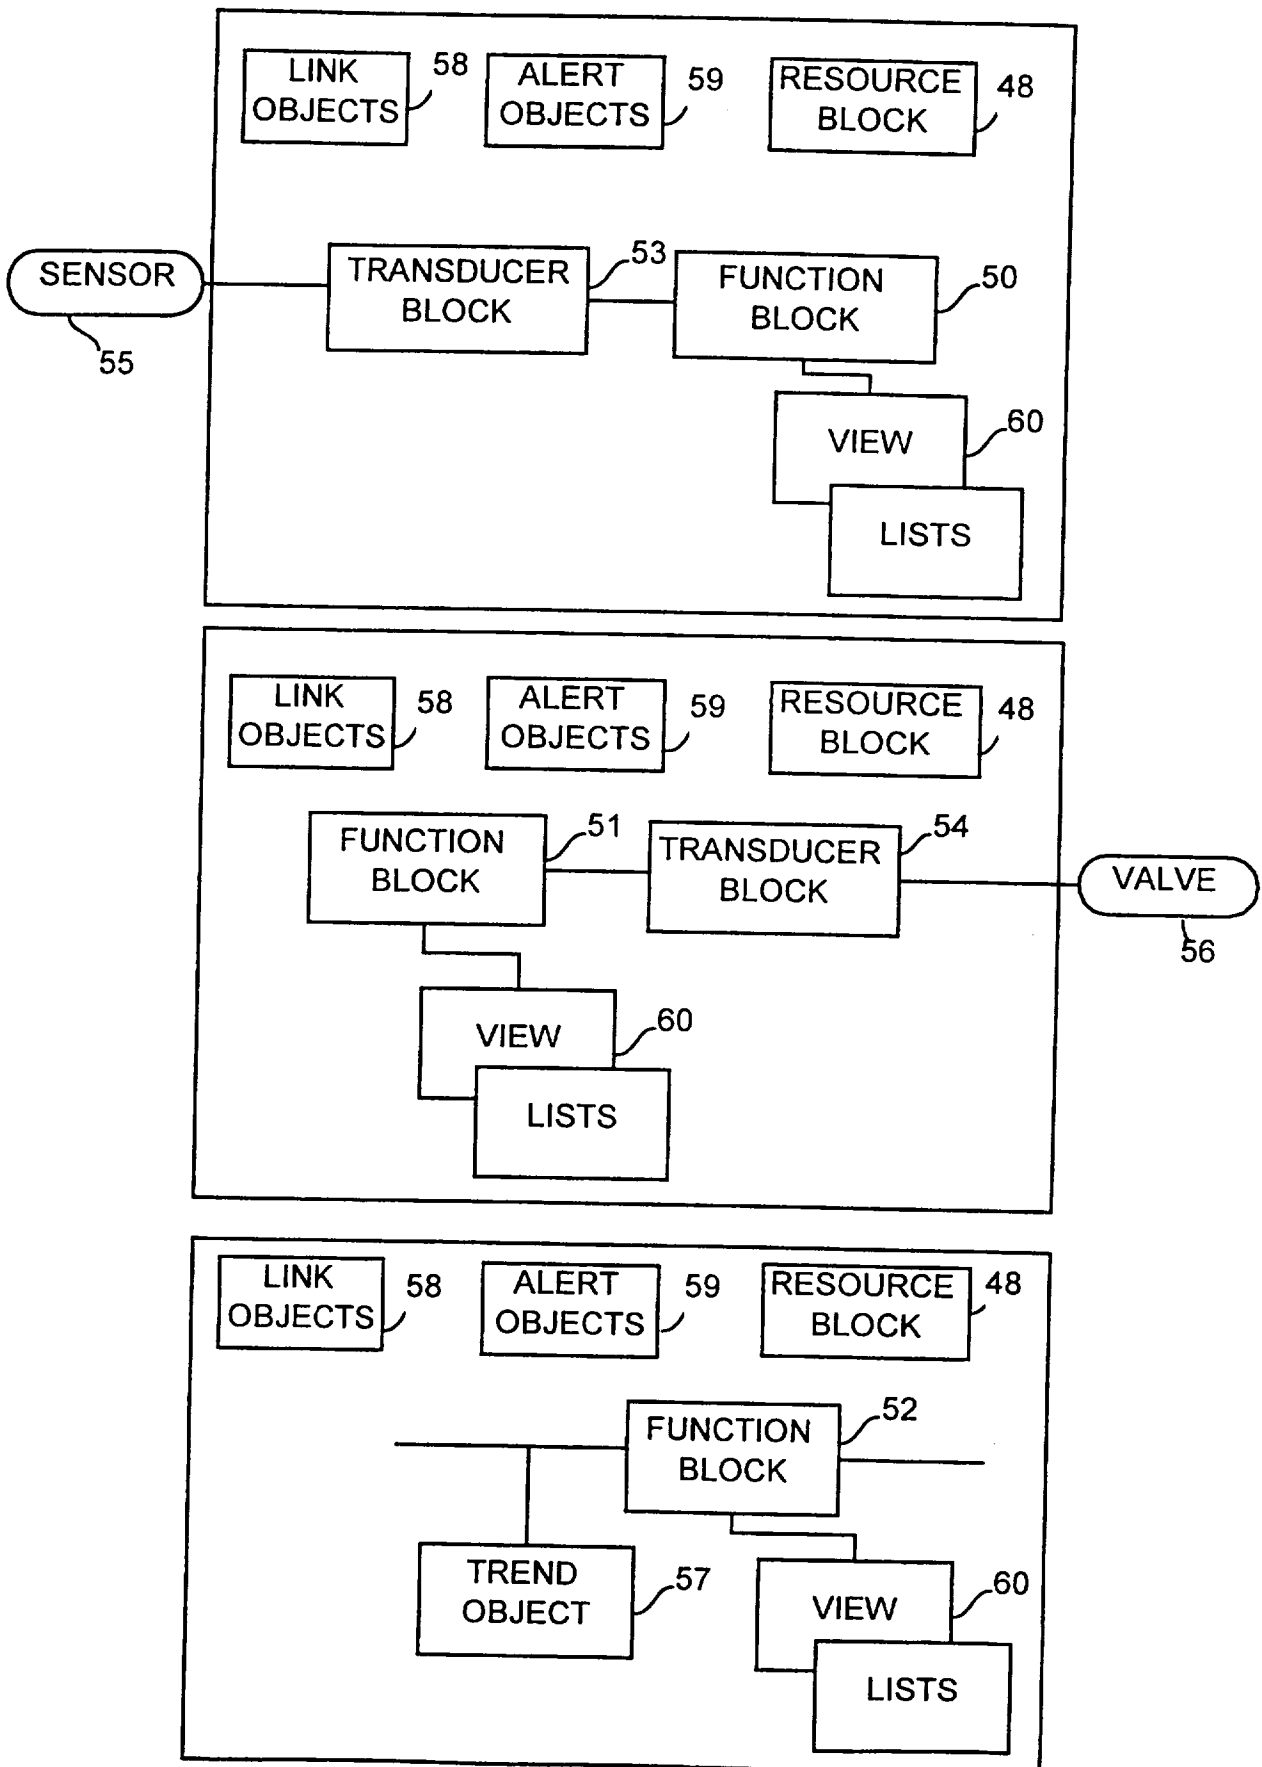 LINK
OBJECTS
58
ALERT
OBJECTS
59
RESOURCE
BLOCK
48
SENSOR
55
TRANSDUCER
BLOCK
53
FUNCTION
BLOCK
50
VIEW
60
LISTS
LINK
OBJECTS
58
ALERT
OBJECTS
59
RESOURCE
BLOCK
48
FUNCTION
BLOCK
51
TRANSDUCER
BLOCK
54
VALVE
56
VIEW
60
LISTS
LINK
OBJECTS
58
ALERT
OBJECTS
59
RESOURCE
BLOCK
48
FUNCTION
BLOCK
52
TREND
OBJECT
57
VIEW
60
LISTS